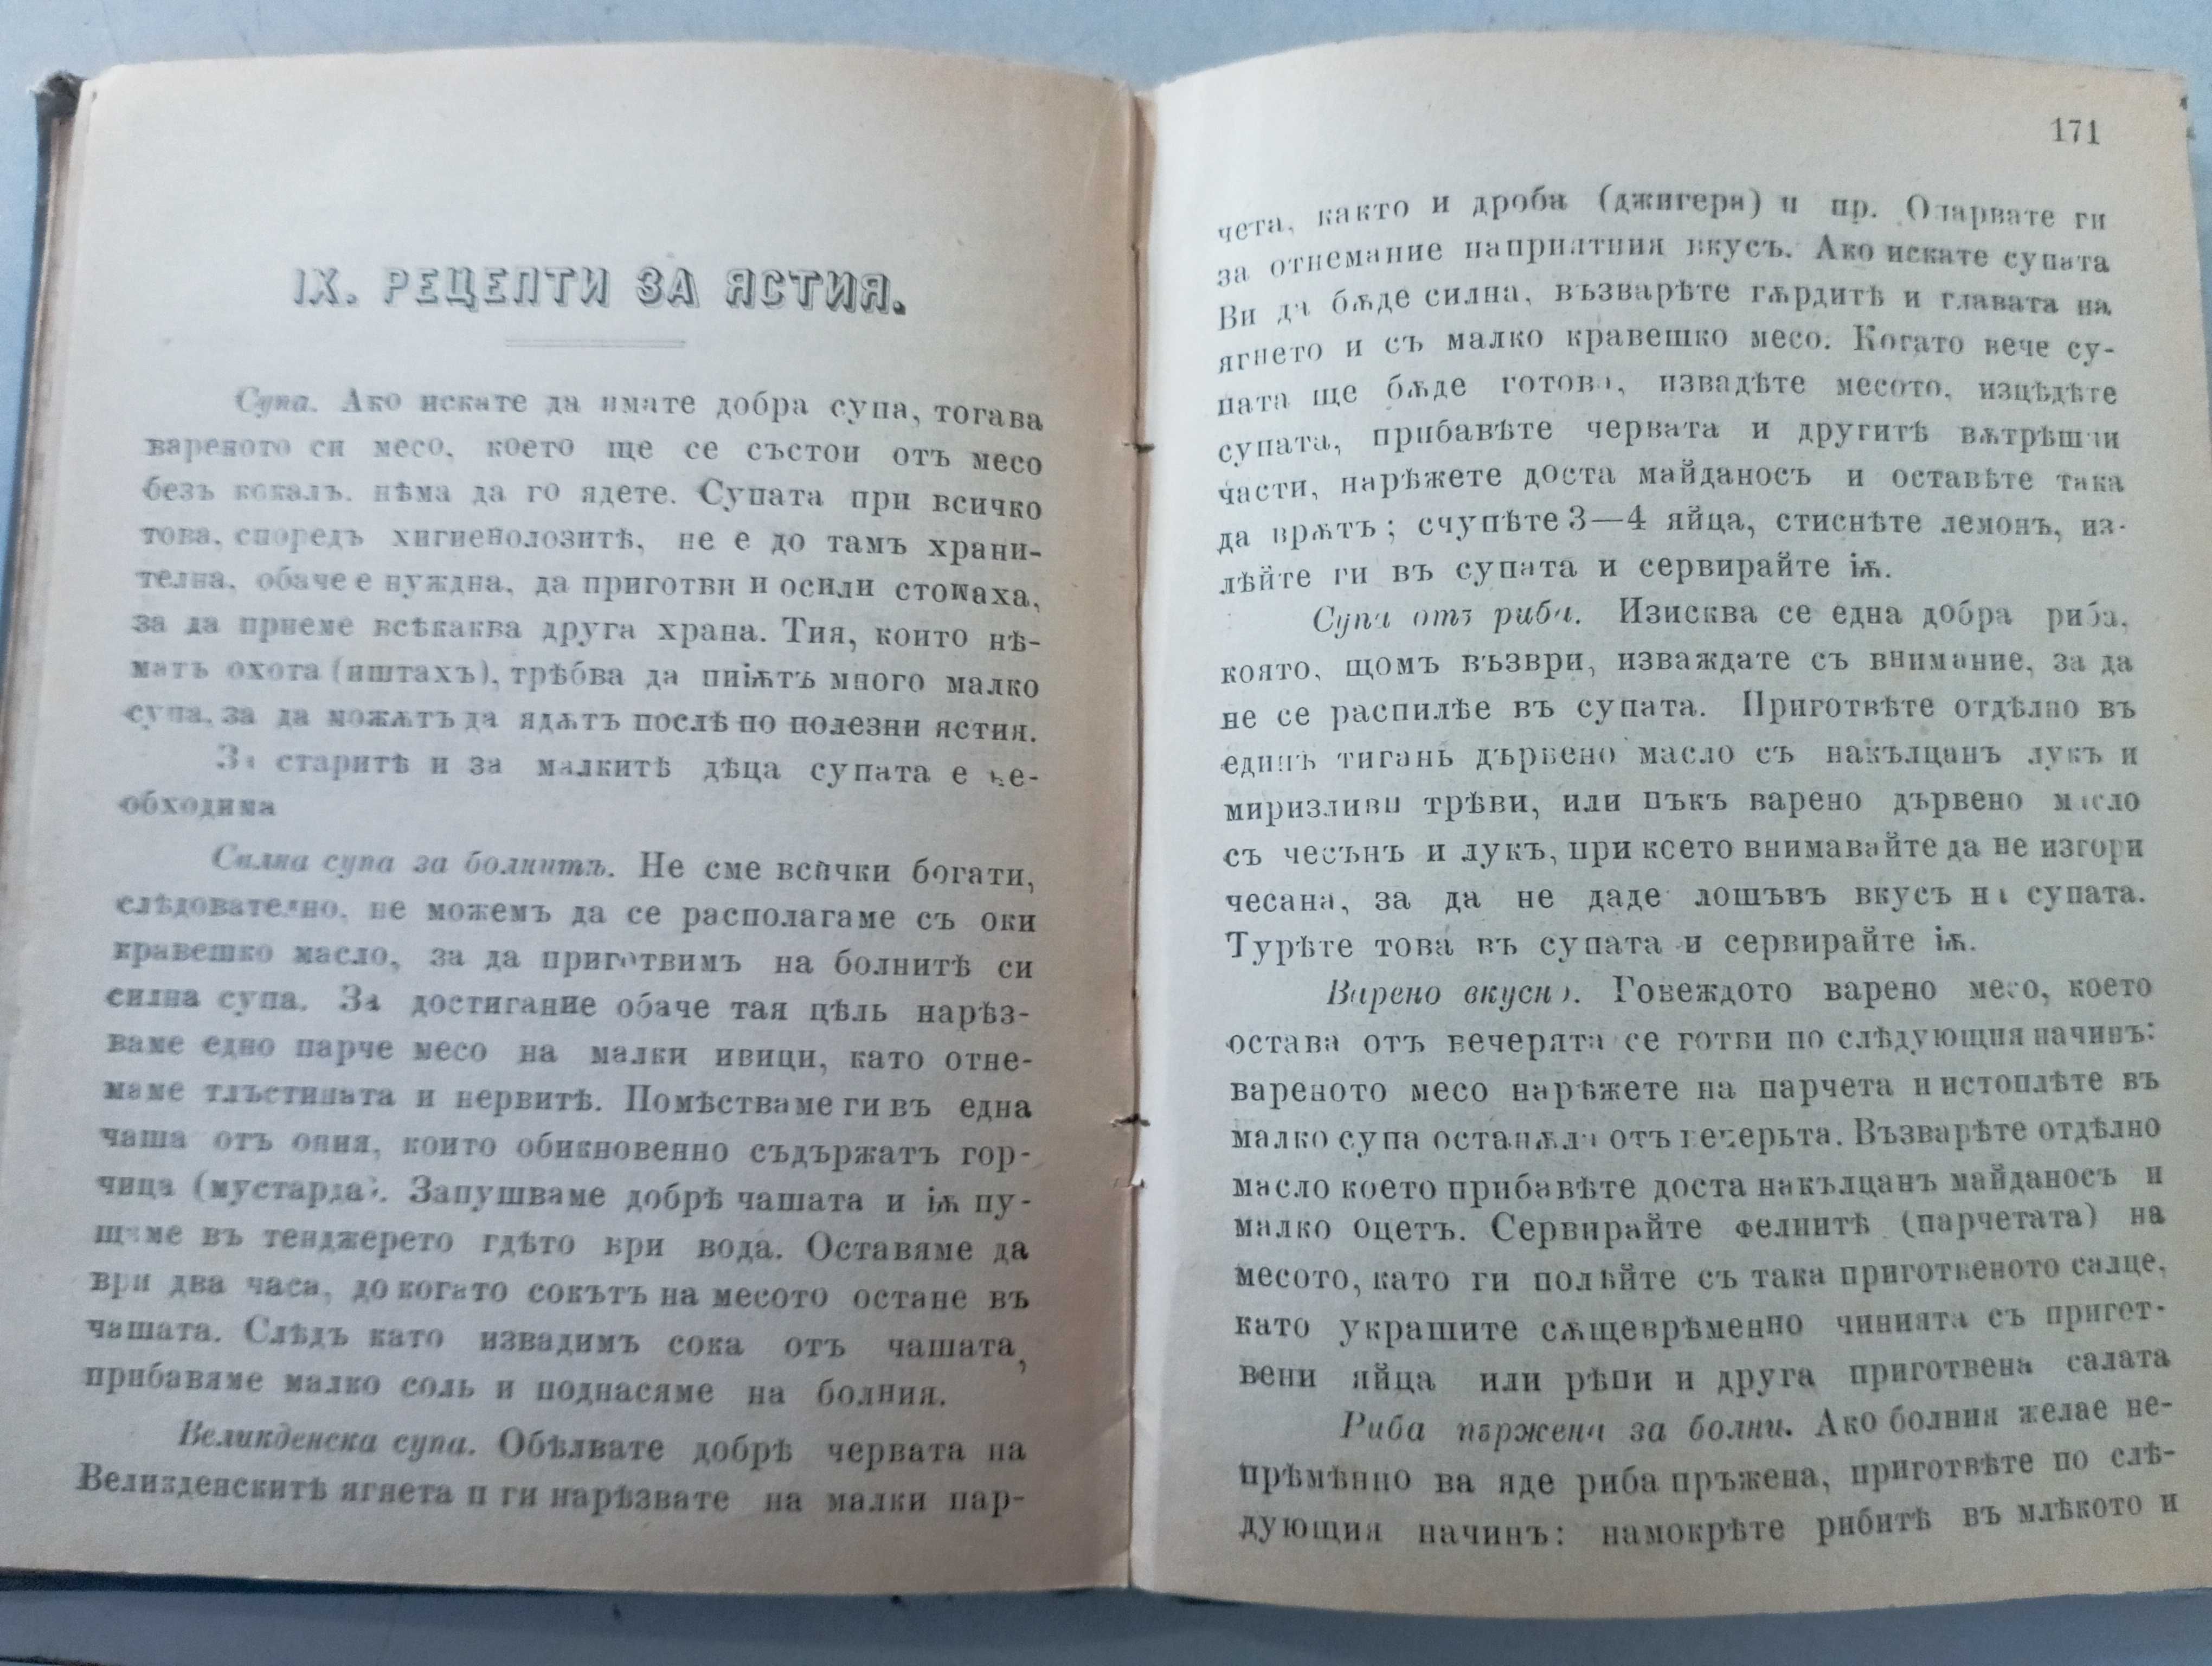 IX. РЕЦЕПТИ ЗА ЯСТИЯ.
Супа. Ако искате да имате добра супа, тогава
вареното си месо, което ще се състои отъ месо
безъ кокалъ. нѣма да го ядете. Супата при всичко
това, споредъ хигиенолозитѣ, не е до тамъ храни-
телна, обаче е нуждна, да приготви и осили стомаха,
за да приеме всѣкаква друга храна. Тия, които нѣ-
матъ охота (иштахъ), трѣбва да пиѭтъ много малко
супа, за да можѫтъ да ядѫтъ послѣ по полезни ястия.
За старитѣ и за малкитѣ дѣца супата е не-
обходима
Силна супа за болнитѣ. Не сме всички богати,
слѣдователно, не можемъ да се располагаме съ оки
кравешко масло, за да приготвимъ на болнитѣ си
силна супа. За достигание обаче тая цѣль нарѣз-
ваме едно парче месо на малки ивици, като отне-
маме тлъстината и нервитѣ. Помѣстваме ги въ една
чаша отъ ония, които обикновенно съдържатъ гор-
чица (мустарда). Запушваме добрѣ чашата и ѭ пу-
щаме въ тенджерето гдѣто ври вода. Оставяме да
ври два часа, до когато сокътъ на месото остане въ
чашата. Слѣдъ като извадимъ сока отъ чашата,
прибавяме малко соль и поднасяме на болния.
Великденска супа. Обѣлвате добрѣ червата на
Велизденскитѣ ягнета и ги нарѣзвате на малки пар-
171
чета, както и дроба (джигера) и пр. Опарвате ги
за отнемание наприятния вкусъ. Ако искате супата
Ви да бѫде силна, възварѣте гѫрдитѣ и главата на
ягнето и съ малко кравешко месо. Когато вече су-
пата ще бѫде готова, извадѣте месото, изцѣдѣте
супата, прибавѣте червата и другитѣ вѫтрѣшни
части, нарѣжете доста майданосъ и оставѣте така
да врѫтъ; счупѣте 3—4 яйца, стиснѣте лемонъ, из-
лѣйте ги въ супата и сервирайте ѭ.
Супа отъ риба. Изисква се една добра риба,
която, щомъ възври, изваждате съ внимание, за да
не се распилѣе въ супата. Приготвѣте отдѣлно въ
единъ тигань дървено масло съ накълцанъ лукъ и
миризливи трѣви, или пъкъ варено дървено масло
съ чесънъ и лукъ, при ксето внимавайте да не изгори
чесана, за да не даде лошъвъ вкусъ на супата.
Турѣте това въ супата и сервирайте ѭ.
Варено вкусно. Говеждото варено месо, което
остава отъ вечерята се готви по слѣдующия начинъ:
вареното месо нарѣжете на парчета и истоплѣте въ
малко супа останѫла отъ вечерьта. Възварѣте отдѣлно
масло което прибавѣте доста накълцанъ майданосъ и
малко оцетъ. Сервирайте фелнитѣ (парчетата) на
месото, като ги полѣйте съ така приготвеното салце,
като украшите сѫщеврѣменно чинията съ пригст-
вени яйца или рѣпи и друга приготвена салата
Риба пържена за болни. Ако болния желае не-
прѣмѣнно ва яде риба пръжена, приготвѣте по слѣ-
дующия начинъ: намокрѣте рибитѣ въ млѣкото и